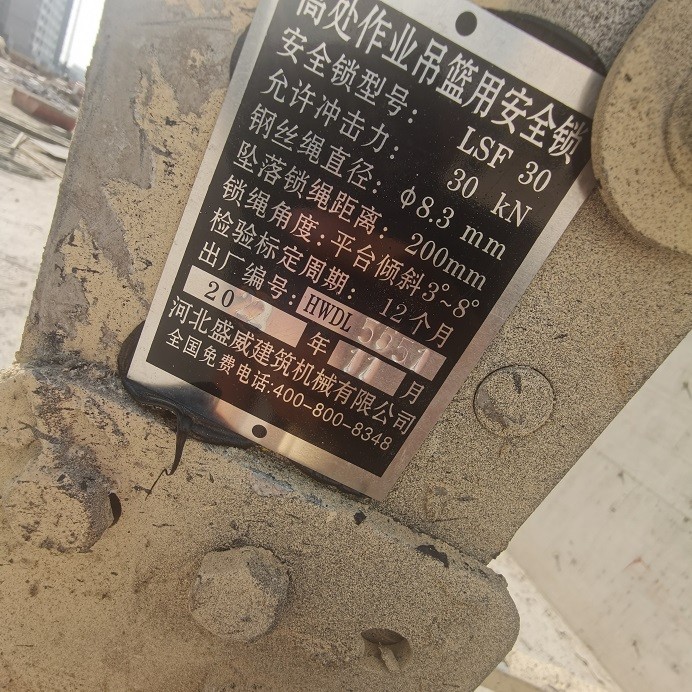 高处作业吊篮用安全锁
安全锁型号: LSF 30
允许冲击力: 30 kN
钢丝绳直径: φ8.3 mm
坠落锁绳距离: 200mm
锁绳角度:平台倾斜3°~8°
检验标定周期: 12个月
出厂编号:HWDL 5951
20 年 11 月
河北盛威建筑机械有限公司
全国免费电话:400-800-8348